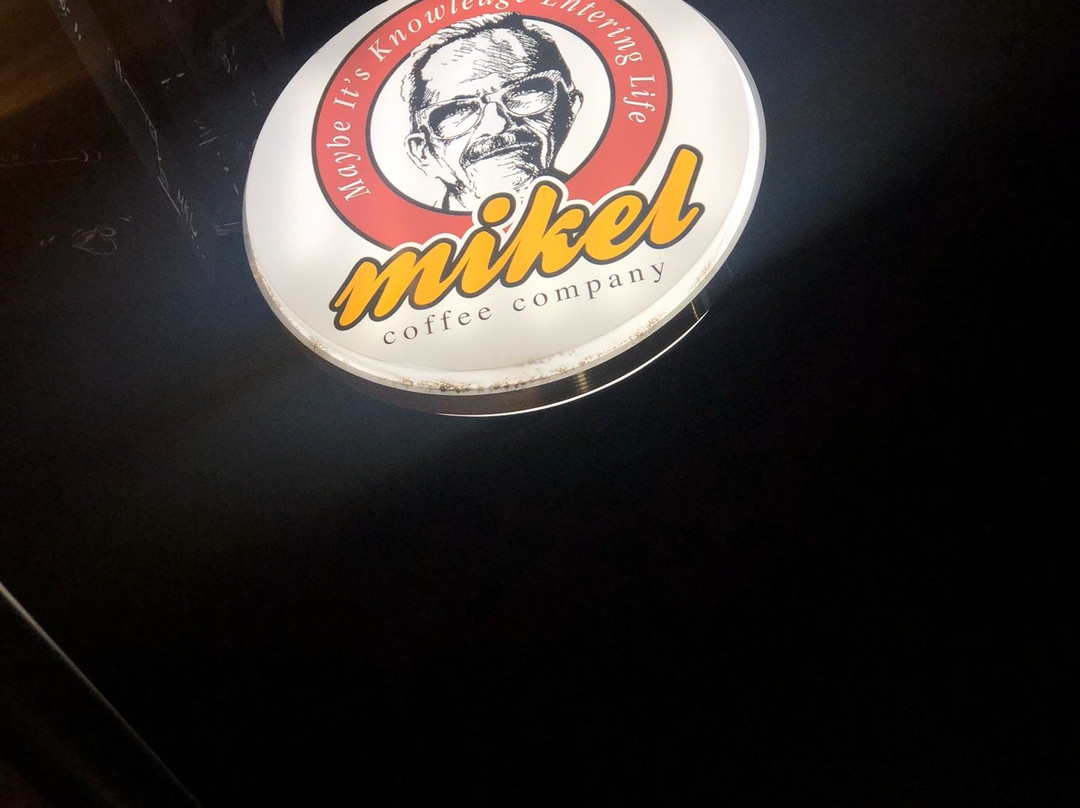 Maybe It's Knowledge Entering Life
mikel
coffee company